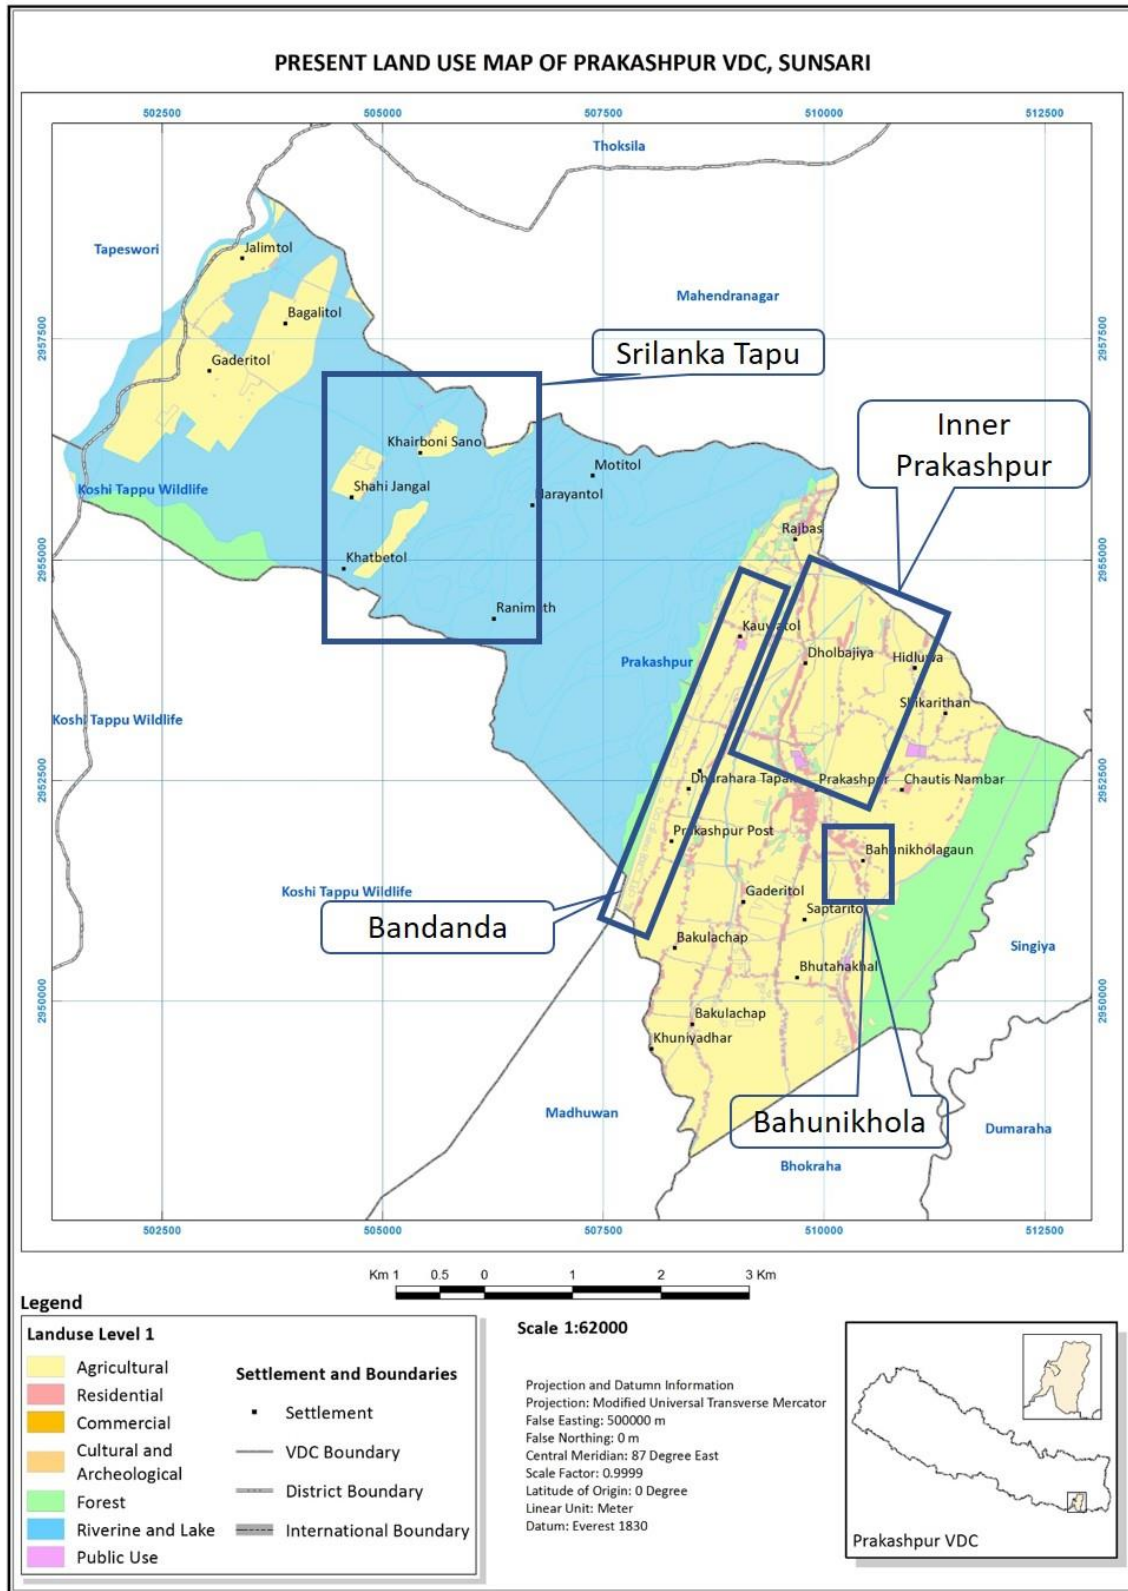 PRESENT LAND USE MAP OF PRAKASHPUR VDC, SUNSARI
502500
505000
507500
510000
512500
Thoksila
Tapeswori
Jalimtol
Mahendranagar
Bagalitol
2957500
2957500
Srilanka Tapu
Gaderitol
Inner
Prakashpur
Khairboni Sano
Motitol
Koshi Tappu Wildlife
Shahi Jangal
Narayantol
Rajbas
2955000
2955000
Khatbetol
Ranimath
Kauwatol
Prakashpur
Dholbajiya
Hidluwa
Shikarithan
Koshi Tappu Wildlife
2952500
2952500
Dharahara Tapan
Prakashpur
Chautis Nambar
Prakashpur Post
Bahunikholagaun
Koshi Tappu Wildlife
Gaderitol
Saptaritol
Bandanda
Bakulachap
Singiya
Bhutahakhal
2950000
2950000
Bakulachap
Khuniyadhar
Madhuwan
Bahunikhola
Dumaraha
Bhokraha
502500
505000
507500
510000
512500
Km 1 0.5 0 1 2 3 Km
Legend
Scale 1:62000
Landuse Level 1
Agricultural
Residential
Commercial
Cultural and
Archeological
Forest
Riverine and Lake
Public Use
Settlement and Boundaries
Settlement
VDC Boundary
District Boundary
International Boundary
Projection and Datumn Information
Projection: Modified Universal Transverse Mercator
False Easting: 500000 m
False Northing: 0 m
Central Meridian: 87 Degree East
Scale Factor: 0.9999
Latitude of Origin: 0 Degree
Linear Unit: Meter
Datum: Everest 1830
Prakashpur VDC